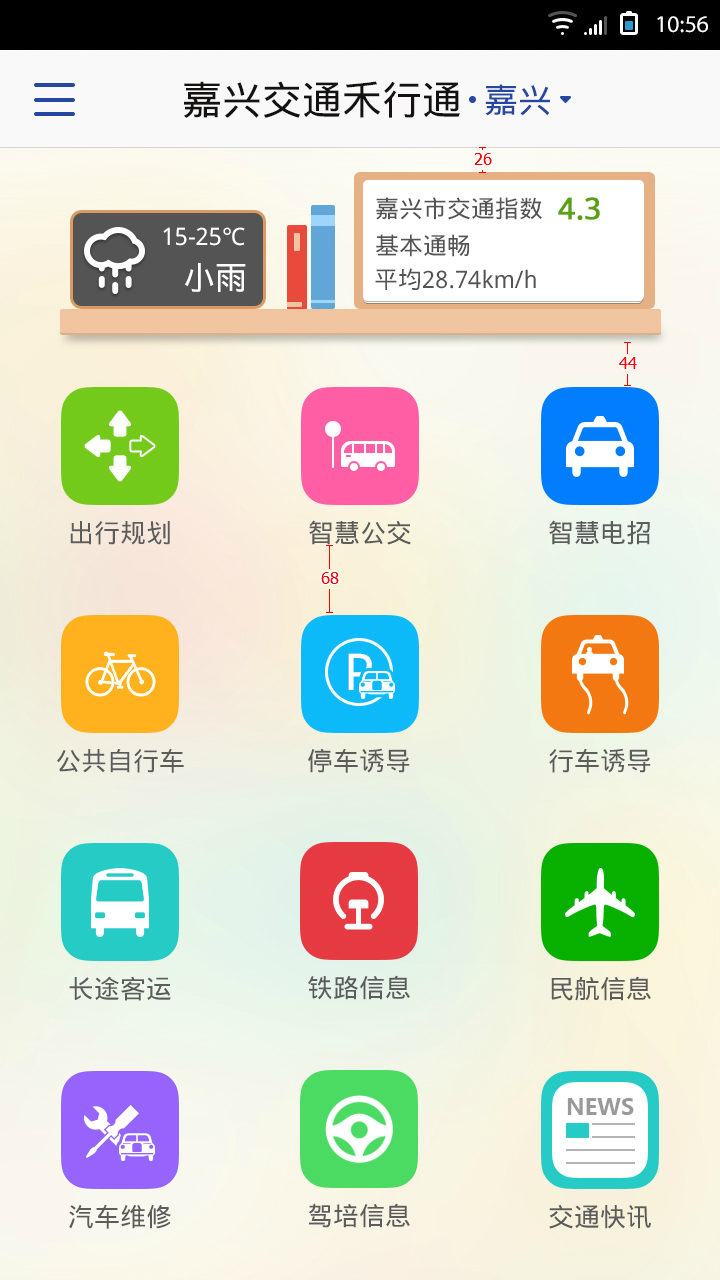 10:56
嘉兴交通禾行通·嘉兴
26
15-25℃
小雨
嘉兴市交通指数 4.3
基本通畅
平均28.74km/h
44
出行规划
智慧公交
智慧电招
68
P
公共自行车
停车诱导
行车诱导
长途客运
铁路信息
民航信息
NEWS
汽车维修
驾培信息
交通快讯